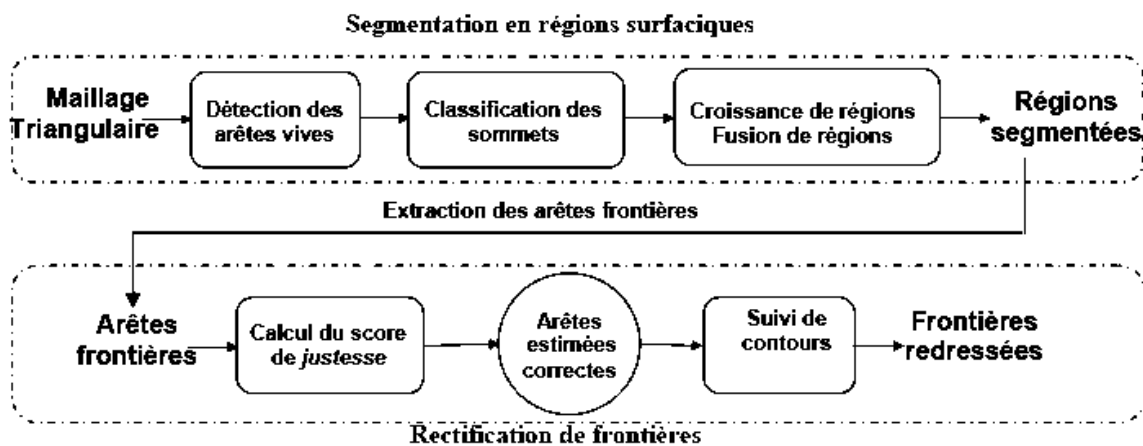 Segmentation en régions surfaciques
Maillage
Triangulaire
Détection des
arêtes vives
Classification des
sommets
Croissance de régions
Fusion de régions
Régions
segmentées
Extraction des arêtes frontières
Arêtes
frontières
Calcul du score
de justesse
Arêtes
estimées
correctes
Suivi de
contours
Frontières
redressées
Rectification de frontières